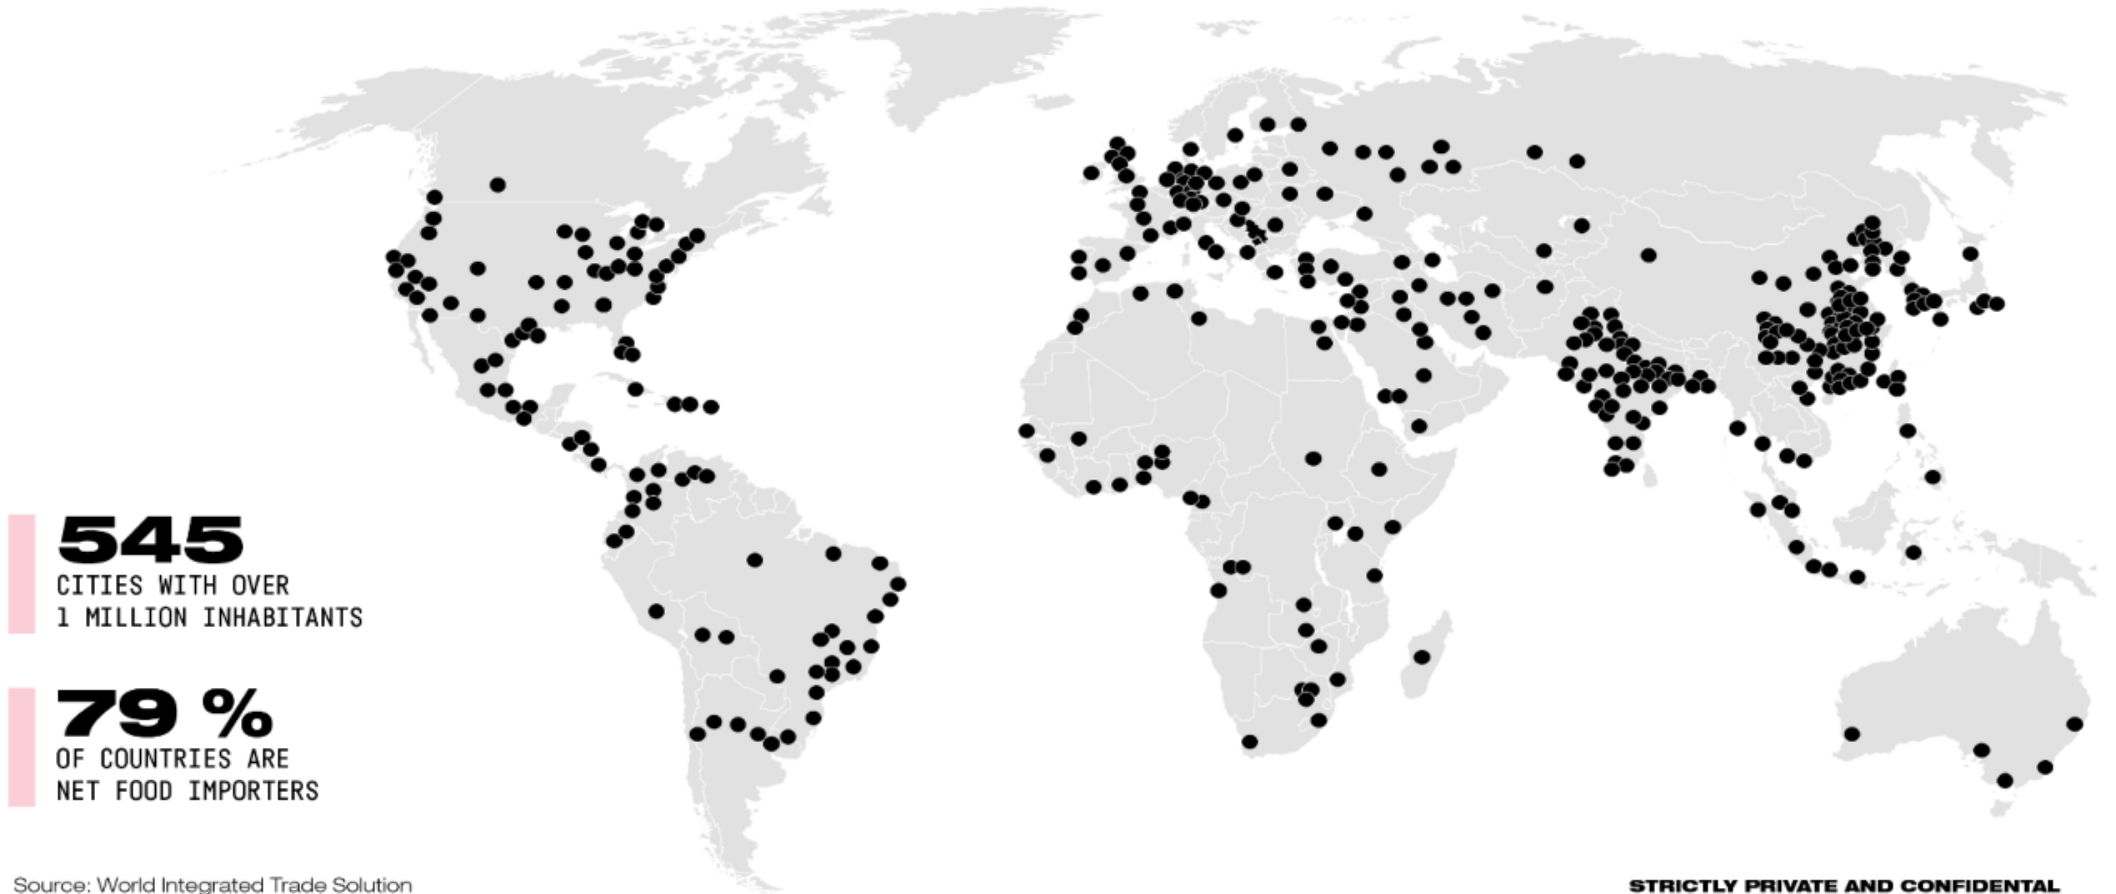 545
CITIES WITH OVER
1 MILLION INHABITANTS
79 %
OF COUNTRIES ARE
NET FOOD IMPORTERS
Source: World Integrated Trade Solution
STRICTLY PRIVATE AND CONFIDENTIAL